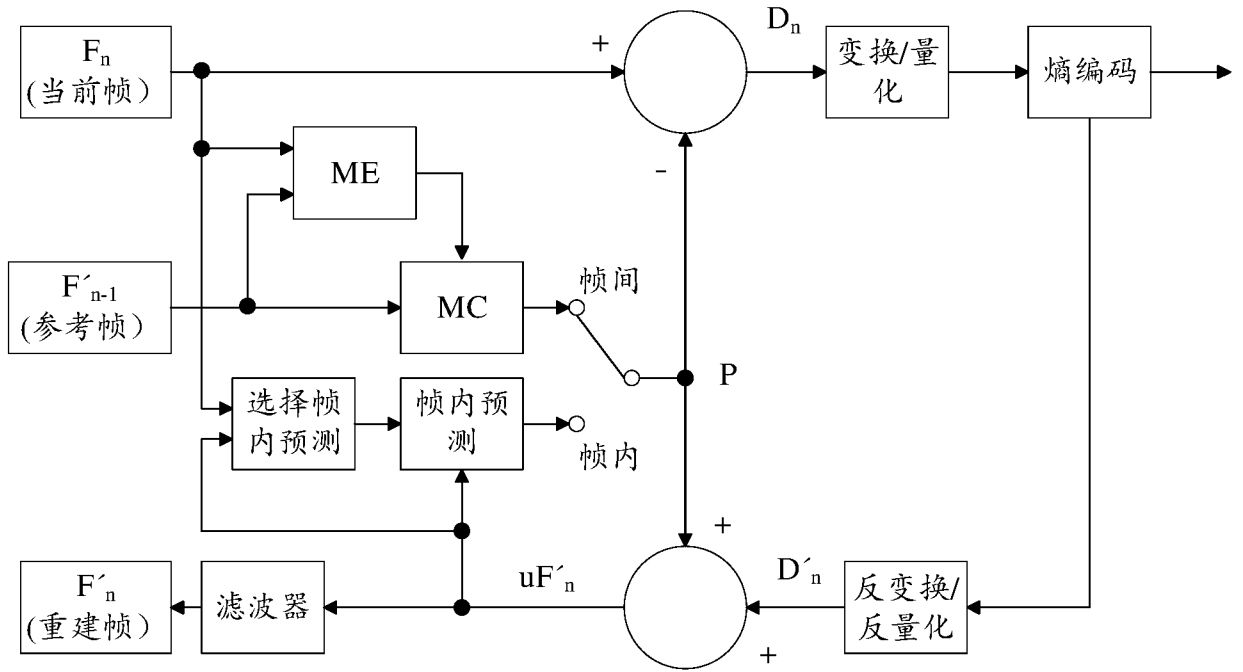 Fn
(当前帧)
+
Dn
变换/量
化
熵编码
ME
-
F´n-1
(参考帧)
MC
帧间
P
选择帧
内预测
帧内预
测
帧内
+
F´n
(重建帧)
滤波器
uF´n
D´n
反变换/
反量化
+